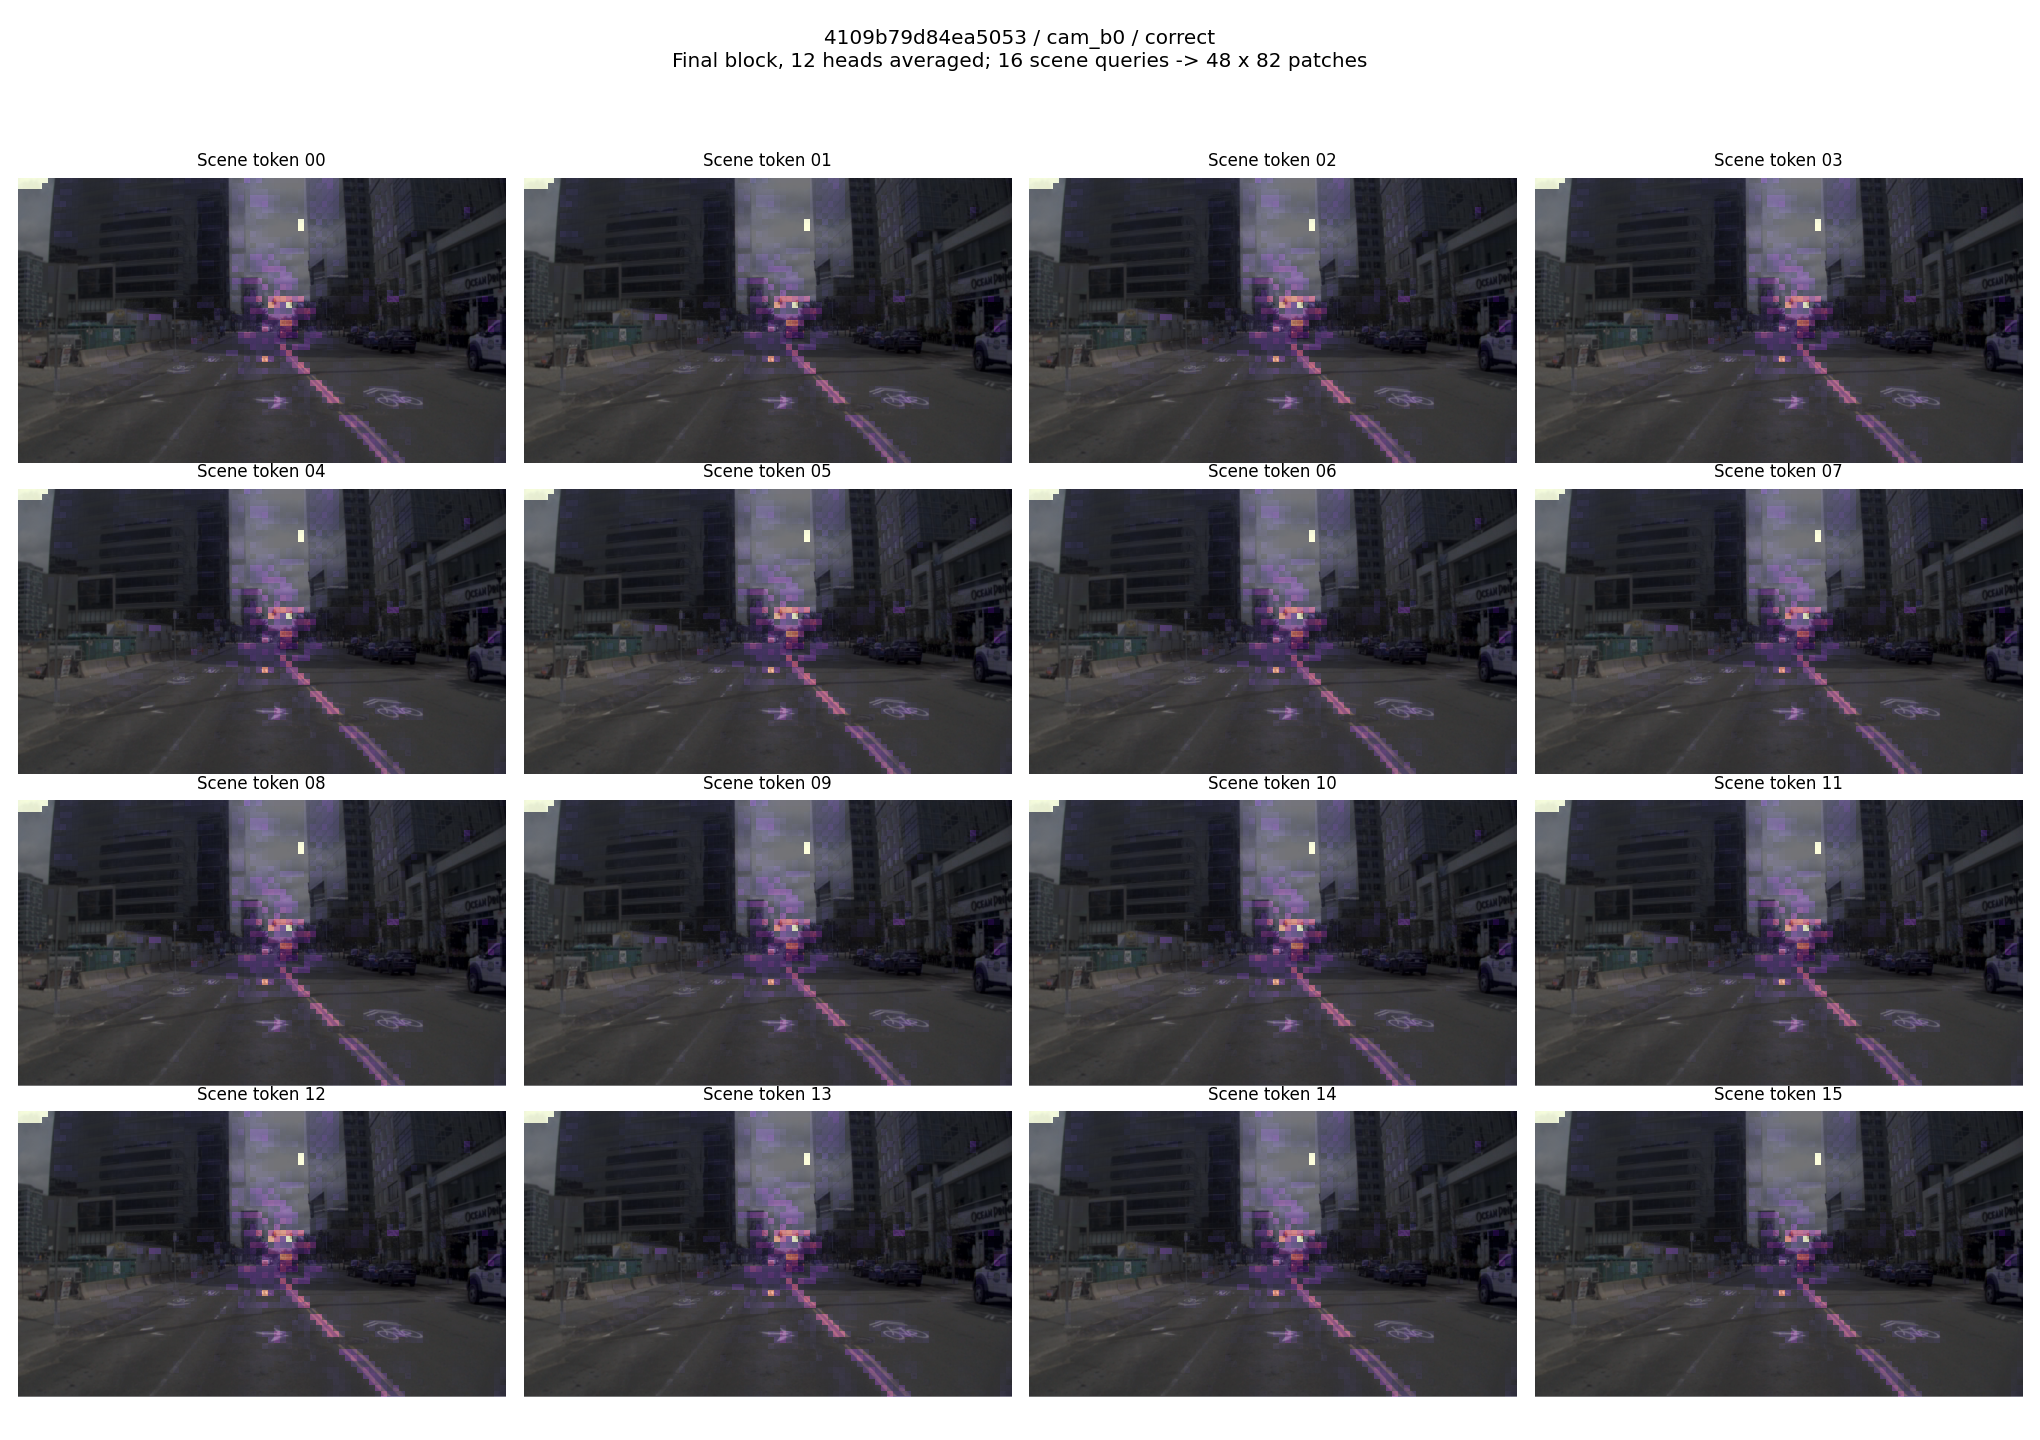 4109b79d84ea5053 / cam_b0 / correct
Final block, 12 heads averaged; 16 scene queries -> 48 x 82 patches
Scene token 00
Scene token 01
Scene token 02
Scene token 03
Scene token 04
Scene token 05
Scene token 06
Scene token 07
Scene token 08
Scene token 09
Scene token 10
Scene token 11
Scene token 12
Scene token 13
Scene token 14
Scene token 15